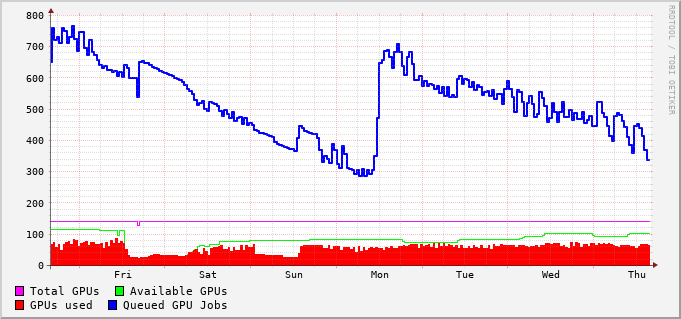 800
700
600
500
400
300
200
100
0
Fri Sat Sun Mon Tue Wed Thu
Total GPUs Available GPUs
GPUs used Queued GPU Jobs
RRDTOOL / TOBI OETIKER